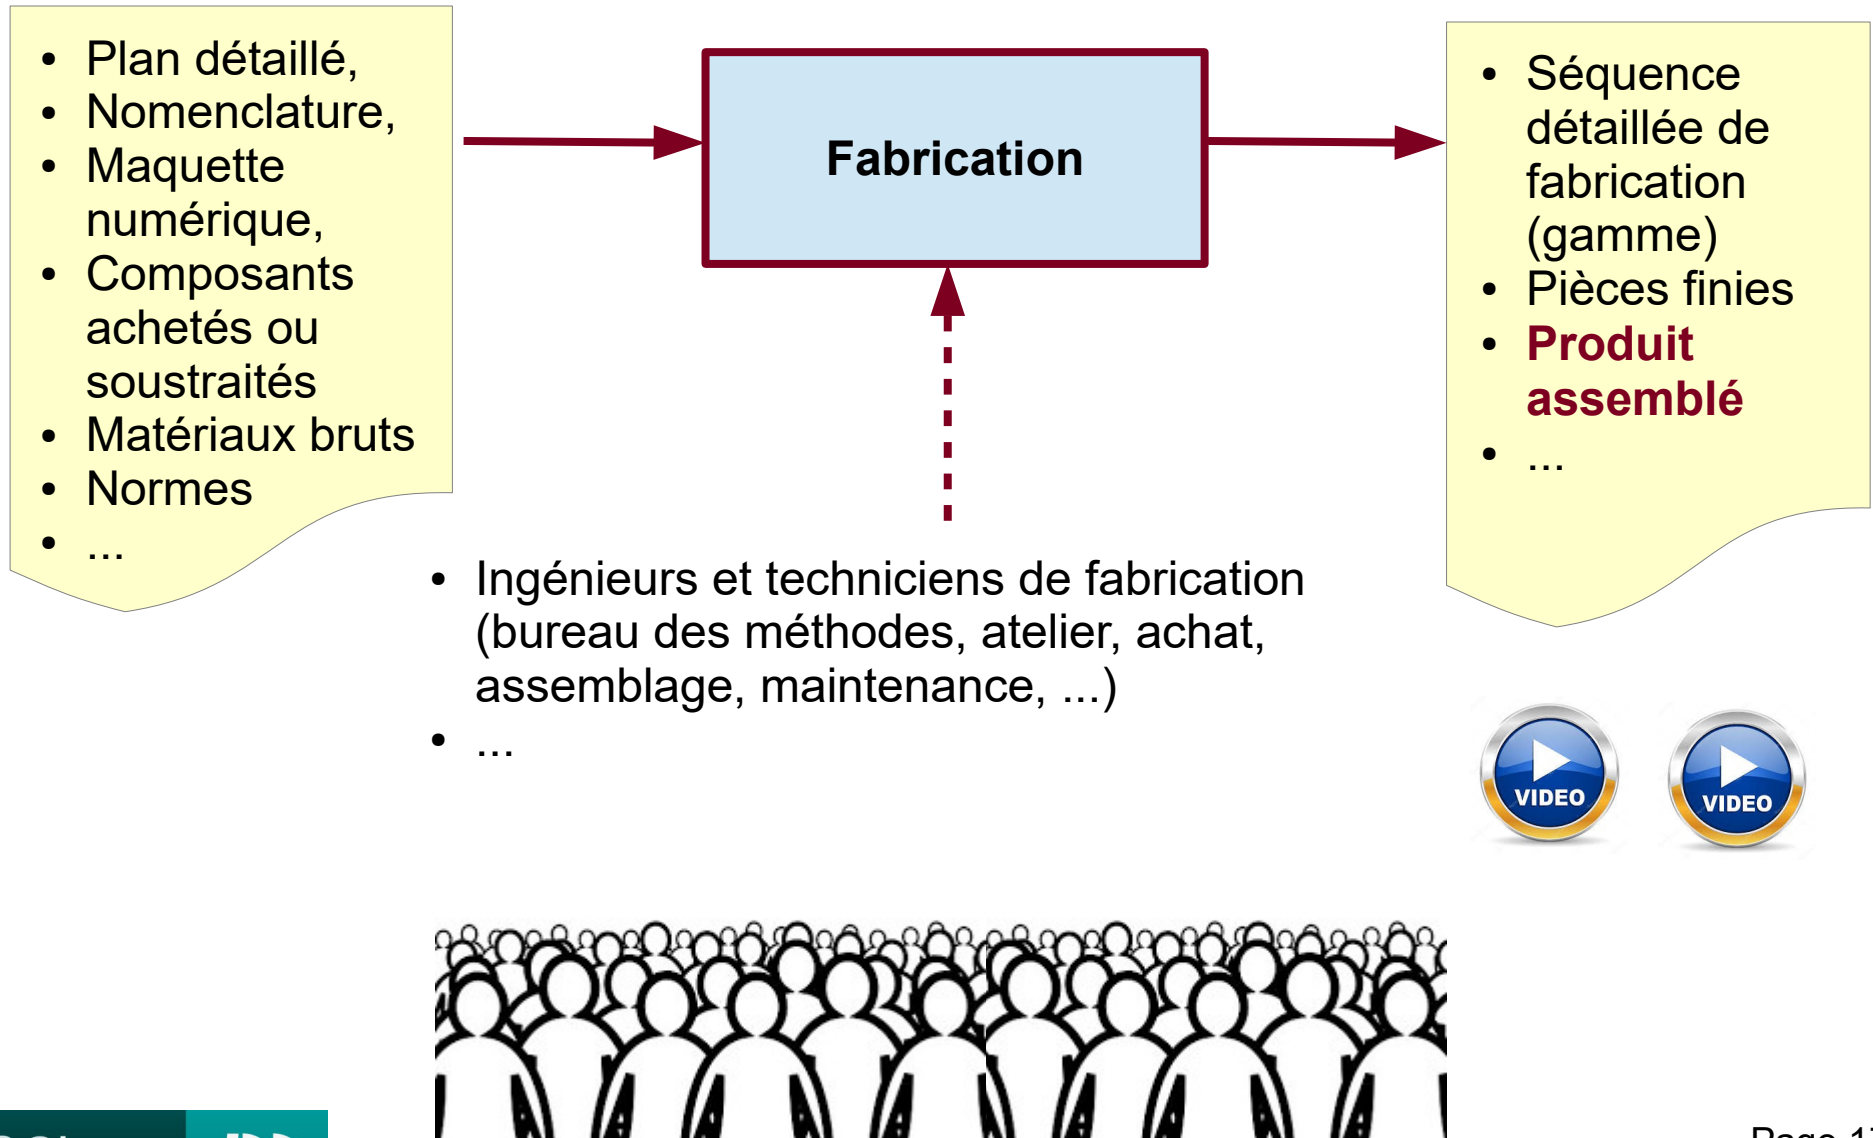 • Plan détaillé,
• Nomenclature,
• Maquette
numérique,
• Composants
achetés ou
soustraités
• Matériaux bruts
• Normes
• ...
Fabrication
• Séquence
détaillée de
fabrication
(gamme)
• Pièces finies
• Produit
assemblé
• ...
• Ingénieurs et techniciens de fabrication
(bureau des méthodes, atelier, achat,
assemblage, maintenance, ...)
• ...
VIDEO
VIDEO
Page